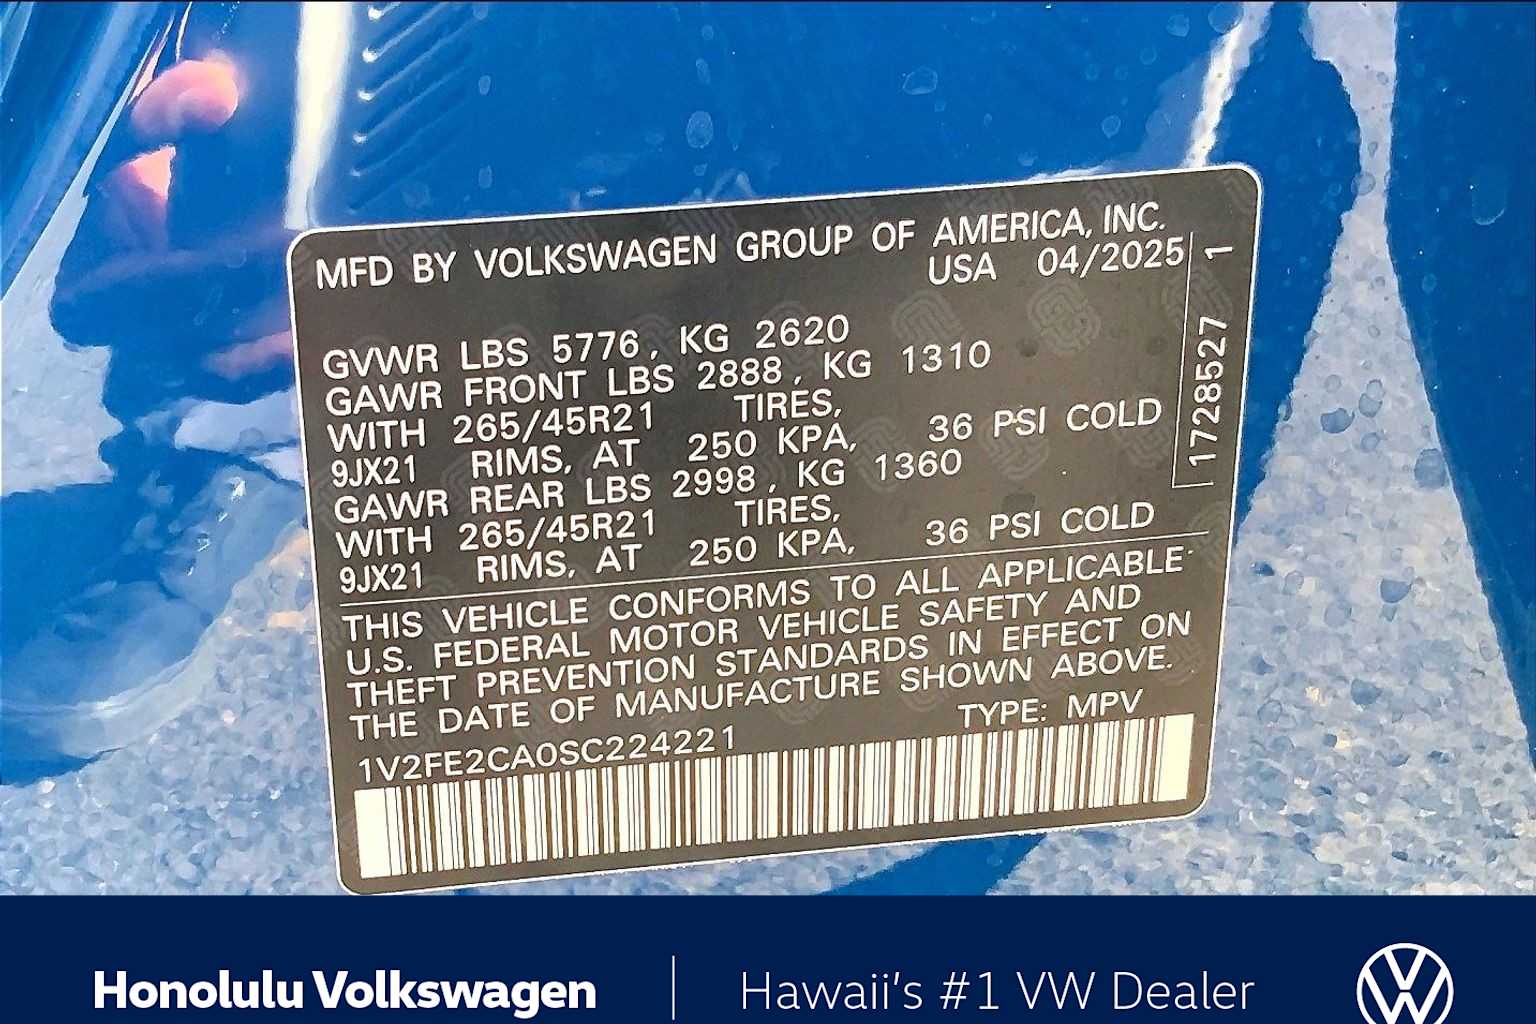 MFD BY VOLKSWAGEN GROUP OF AMERICA, INC.
USA 04/2025
GVWR LBS 5776, KG 2620
GAWR FRONT LBS 2888, KG 1310
WITH 265/45R21 TIRES,
9JX21 RIMS, AT 250 KPA, 36 PSI COLD
GAWR REAR LBS 2998, KG 1360
WITH 265/45R21 TIRES,
9JX21 RIMS, AT 250 KPA, 36 PSI COLD
THIS VEHICLE CONFORMS TO ALL APPLICABLE
U.S. FEDERAL MOTOR VEHICLE SAFETY AND
THEFT PREVENTION STANDARDS IN EFFECT ON
THE DATE OF MANUFACTURE SHOWN ABOVE.
1V2FE2CA0SC224221 TYPE: MPV
1728527 1
Honolulu Volkswagen | Hawaii's #1 VW Dealer